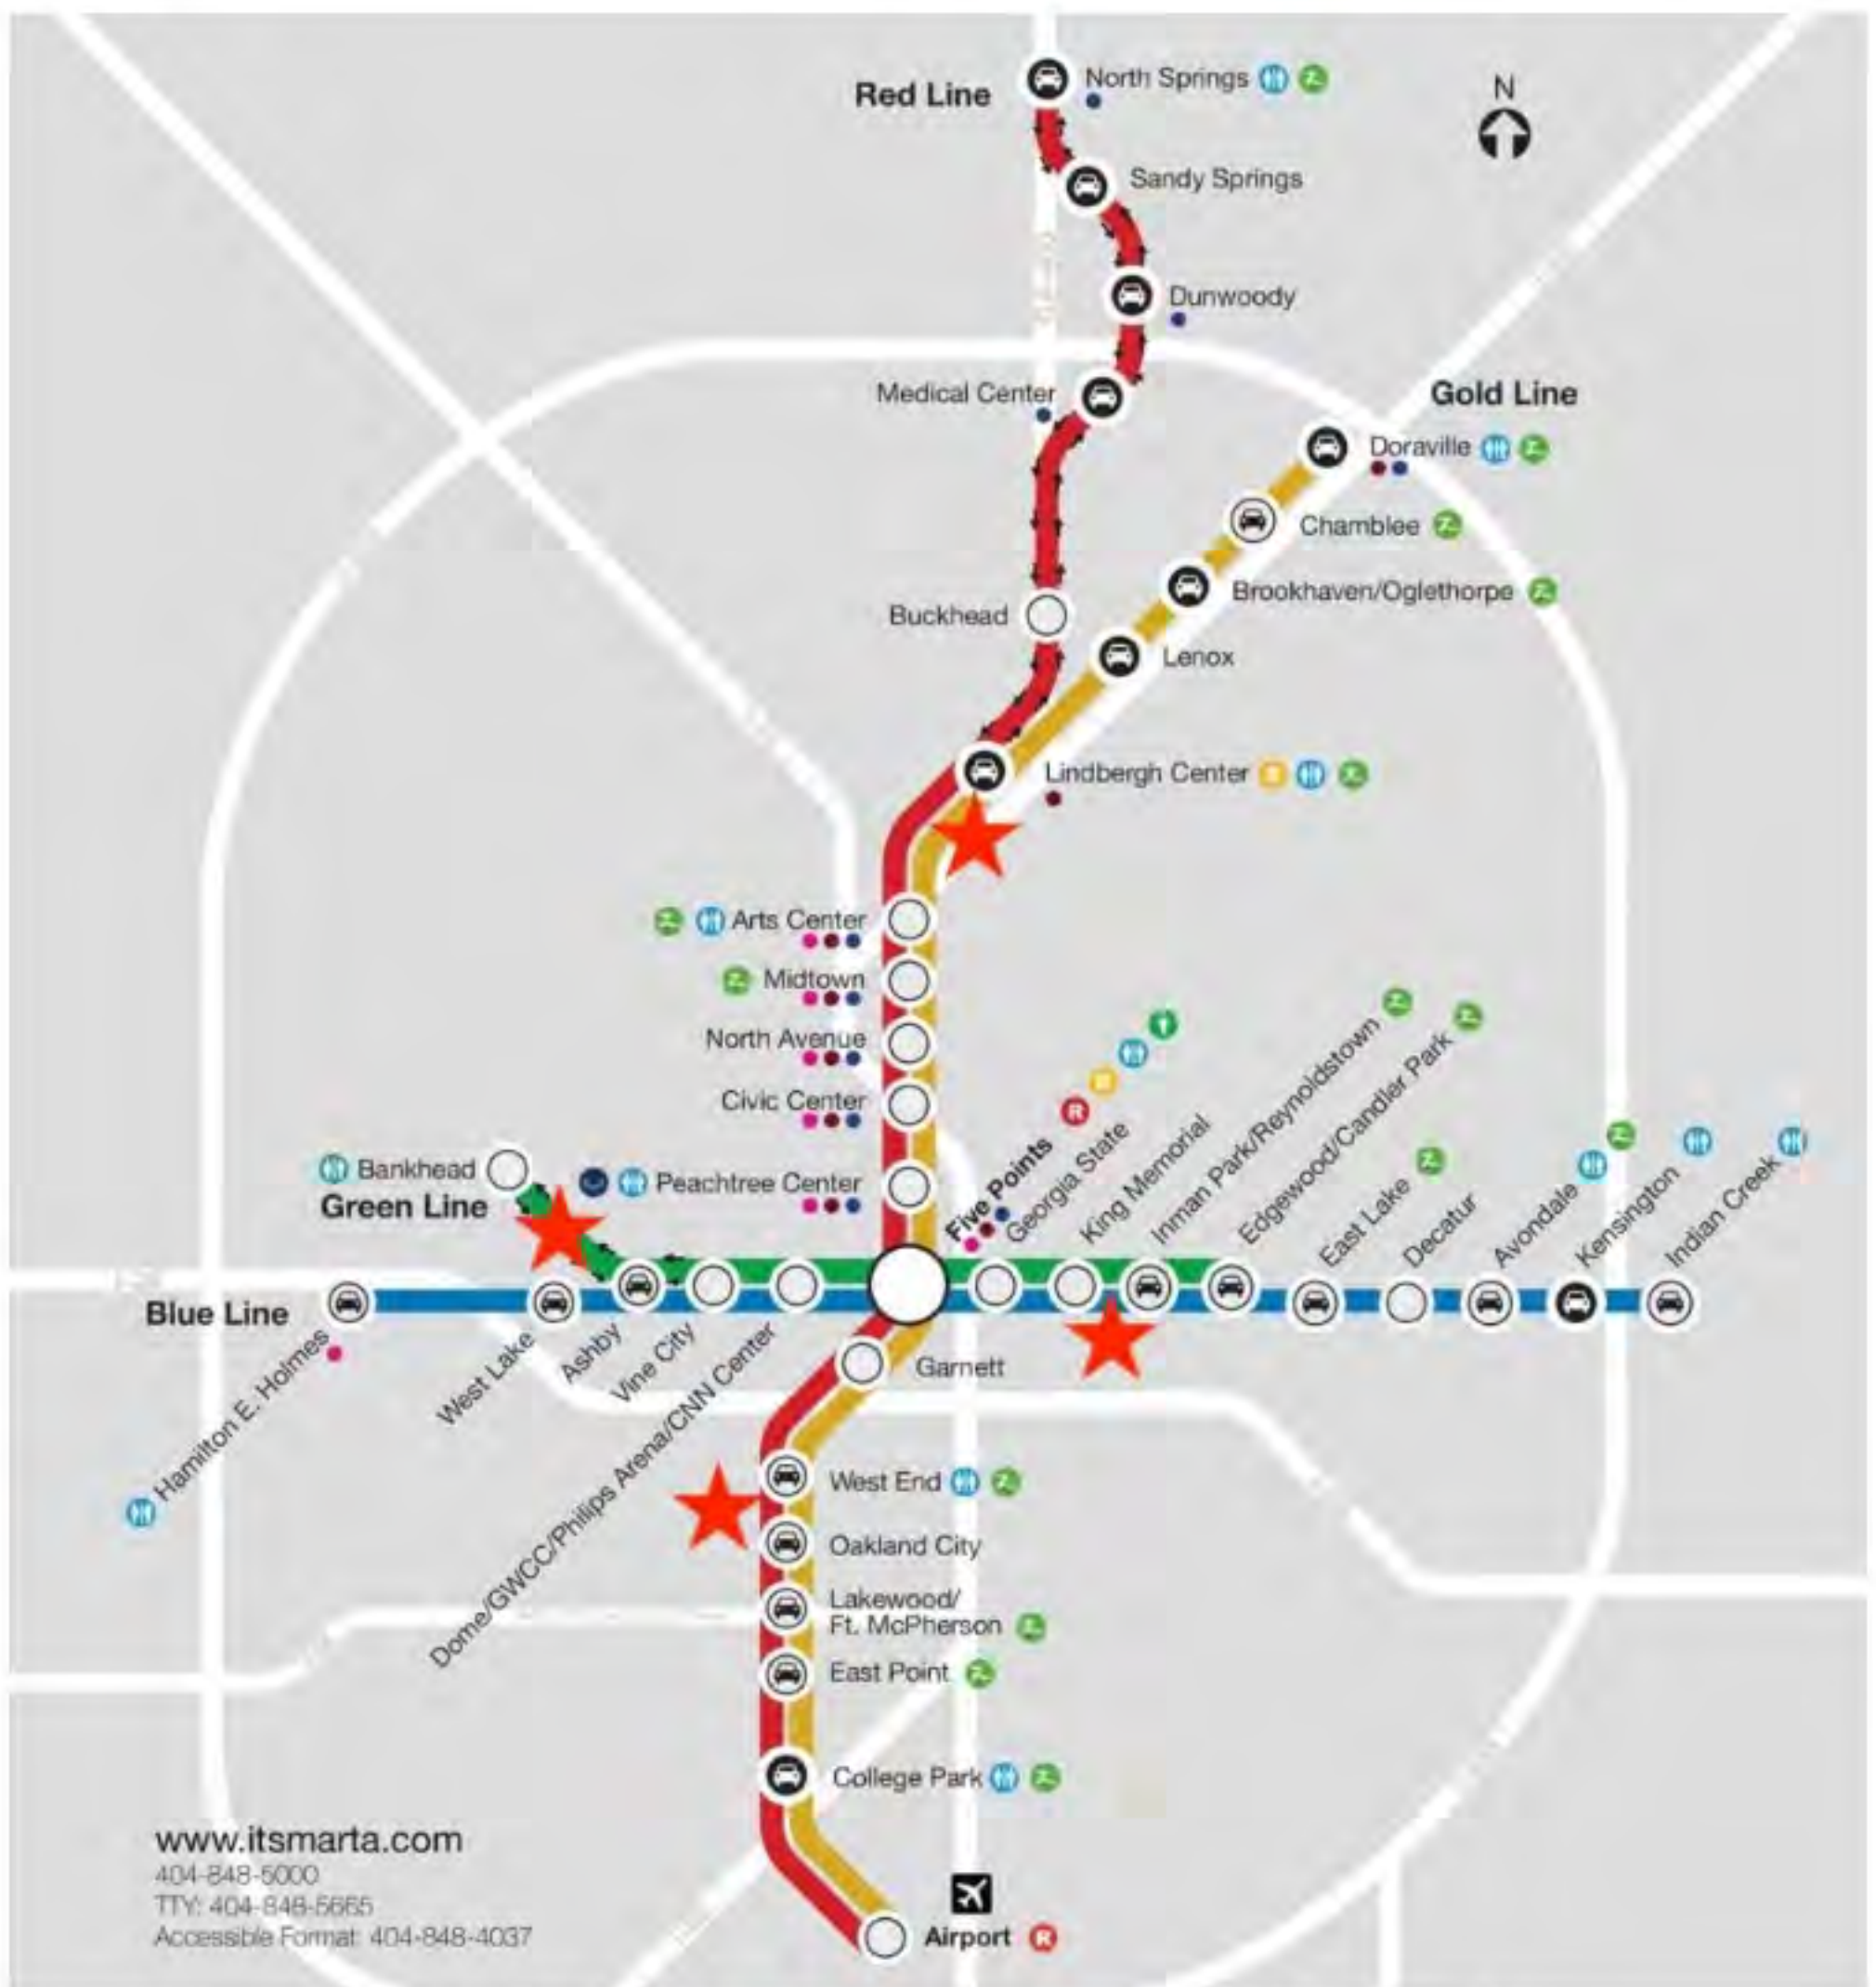 North Springs
Red Line
N
Sandy Springs
Dunwoody
Medical Center
Gold Line
Doraville
Chamblee
Brookhaven/Oglethorpe
Buckhead
Lenox
Lindbergh Center
Arts Center
Midtown
North Avenue
Civic Center
Bankhead
Green Line
Peachtree Center
Five Points
R
Georgia State
King Memorial
Inman Park/Reynoldstown
Edgewood/Candler Park
East Lake
Decatur
Avondale
Kensington
Indian Creek
Blue Line
Hamilton E. Holmes
West Lake
Ashby
Vine City
Dome/GWCC/Philips Arena/CNN Center
Garnett
West End
Oakland City
Lakewood/
Ft. McPherson
East Point
College Park
Airport R
www.itsmarta.com
404-848-5000
TTY: 404-848-5665
Accessible Format: 404-848-4037